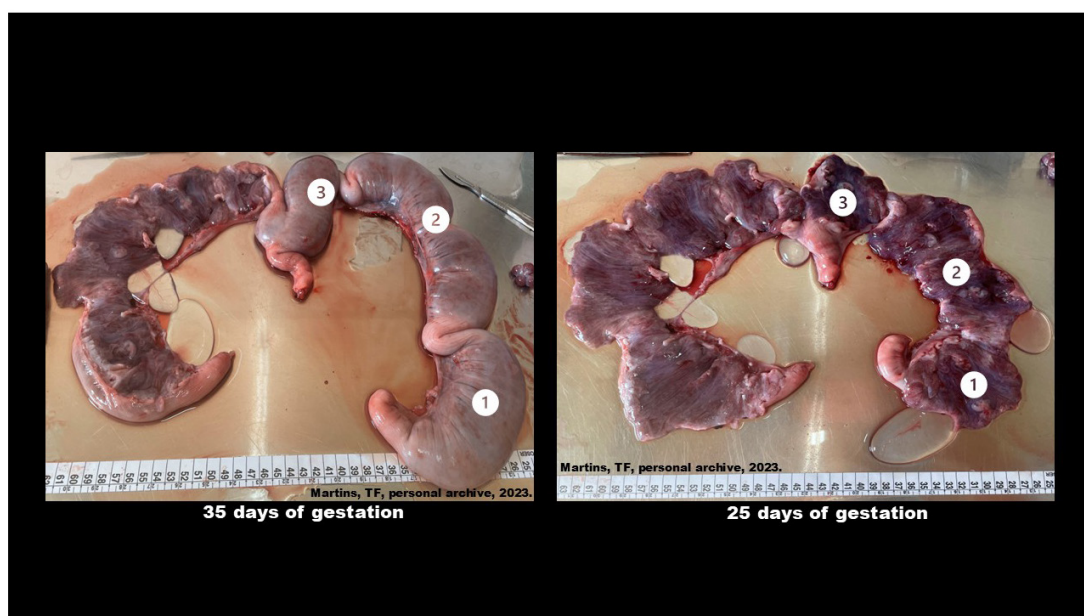 3
2
1
Martins, TF, personal archive, 2023.
35 days of gestation
3
2
1
Martins, TF, personal archive, 2023.
25 days of gestation